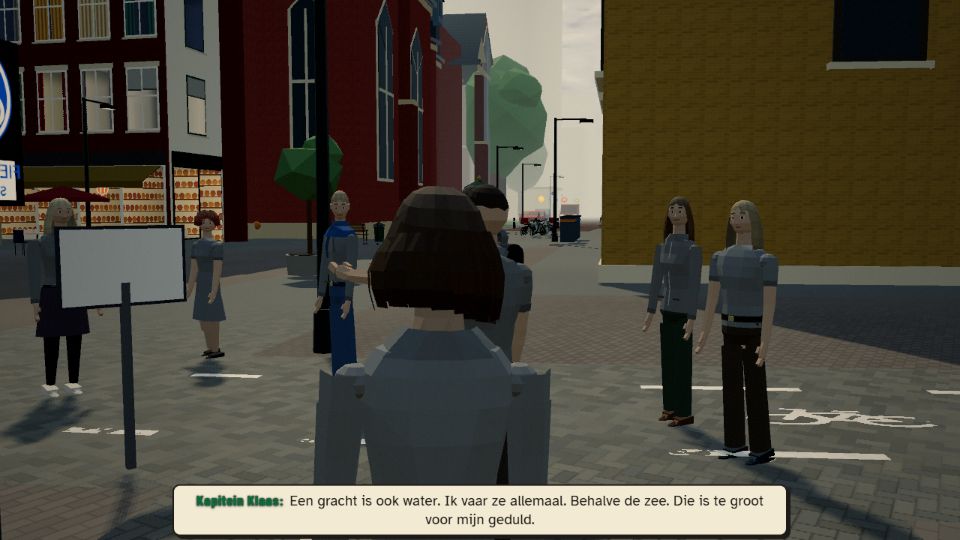 Kapitein Klaas: Een gracht is ook water. Ik vaar ze allemaal. Behalve de zee. Die is te groot
voor mijn geduld.